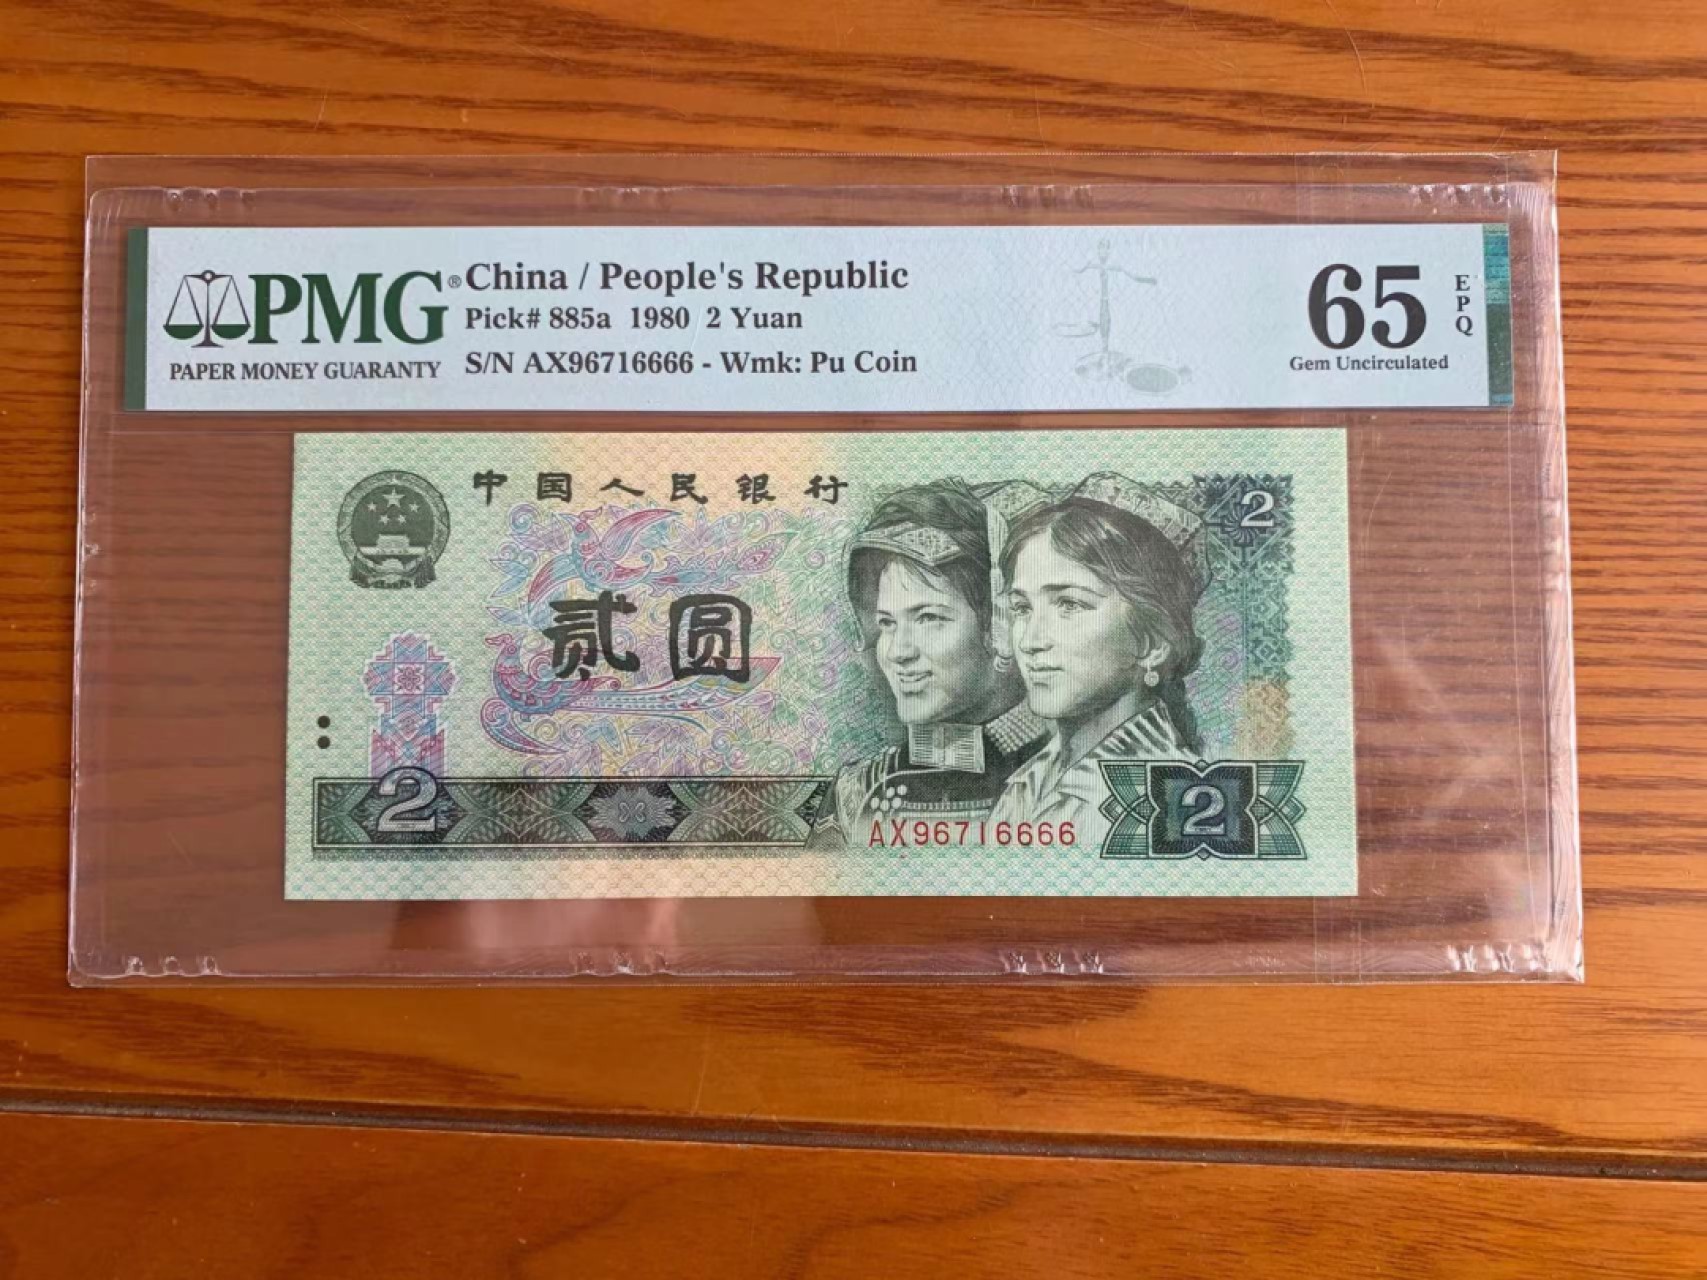 PMG®
PAPER MONEY GUARANTY
China / People's Republic
Pick# 885a 1980 2 Yuan
S/N AX96716666 - Wmk: Pu Coin
65
EPQ
Gem Uncirculated
中国人民银行
2
贰圆
2
AX96716666
2